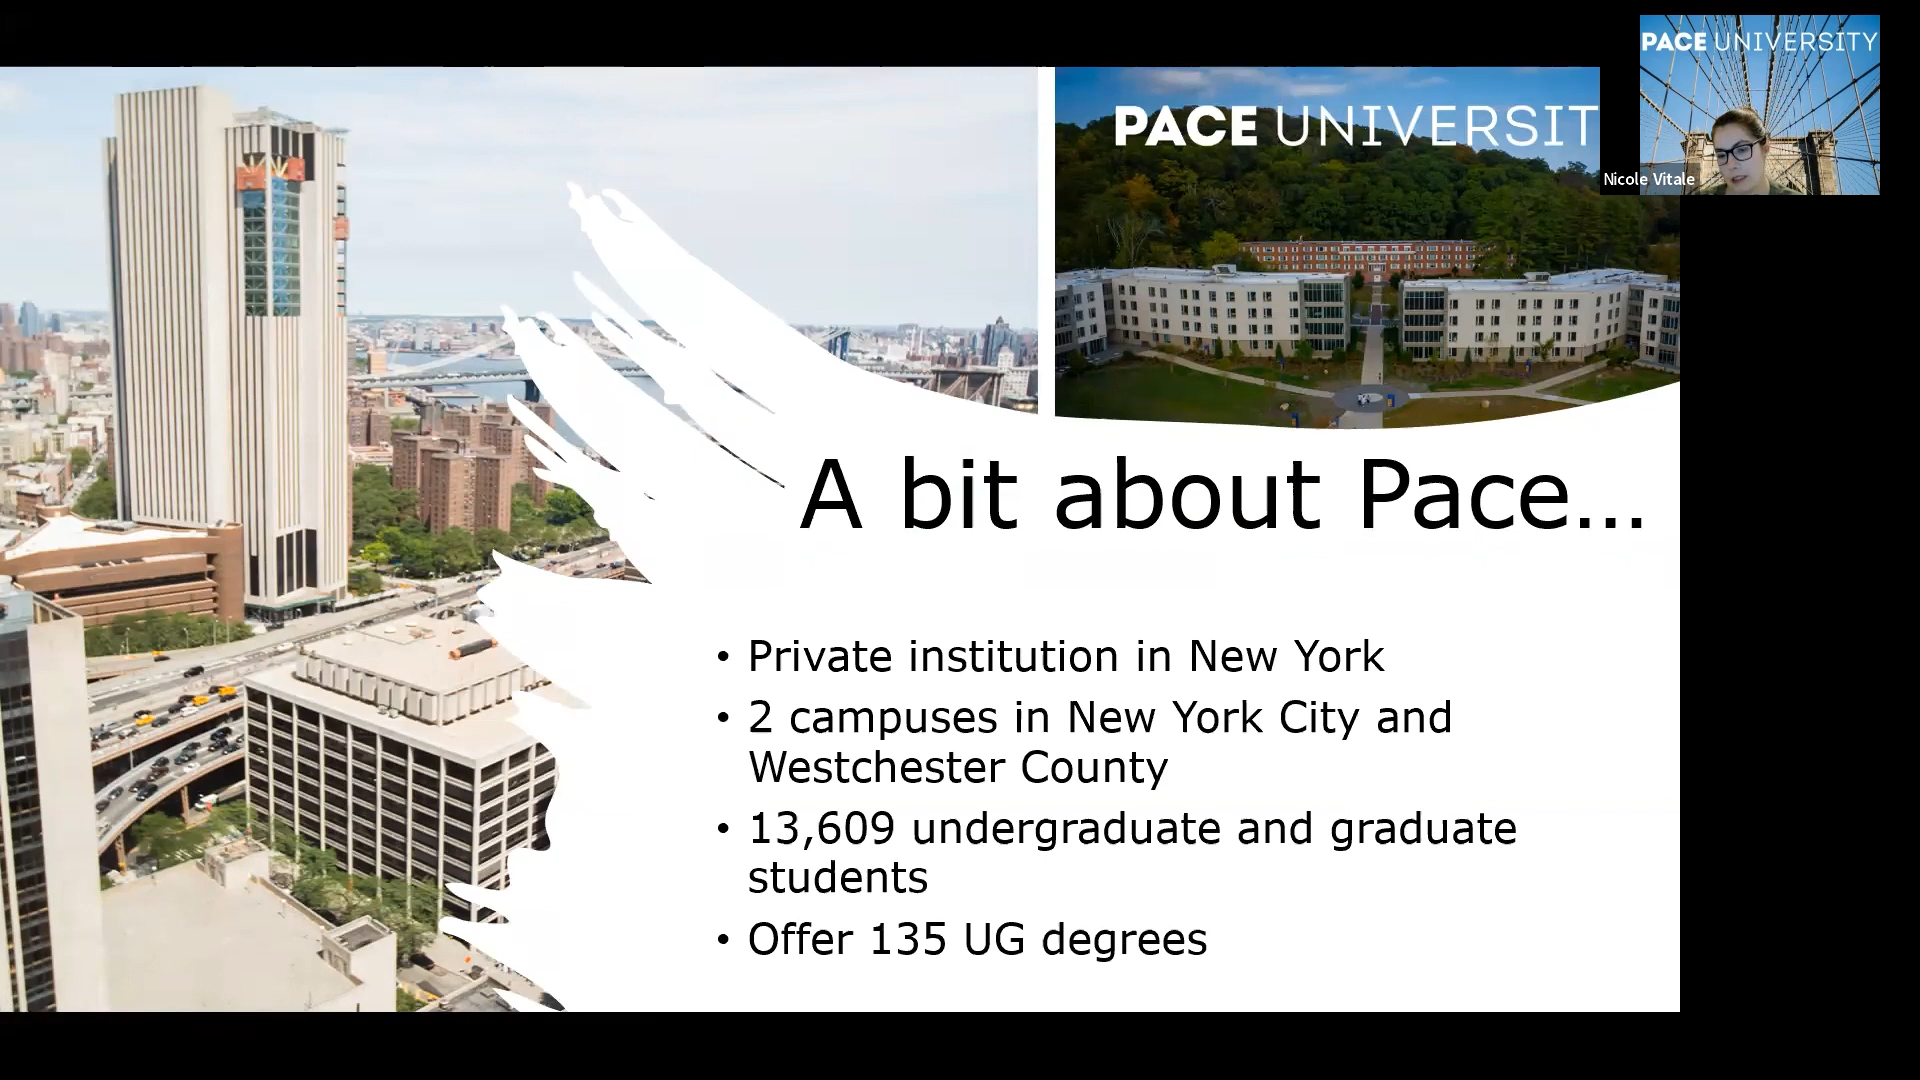 PACE UNIVERSITY
PACE UNIVERSIT
Nicole Vitale
A bit about Pace...
• Private institution in New York
• 2 campuses in New York City and
Westchester County
• 13,609 undergraduate and graduate
students
• Offer 135 UG degrees